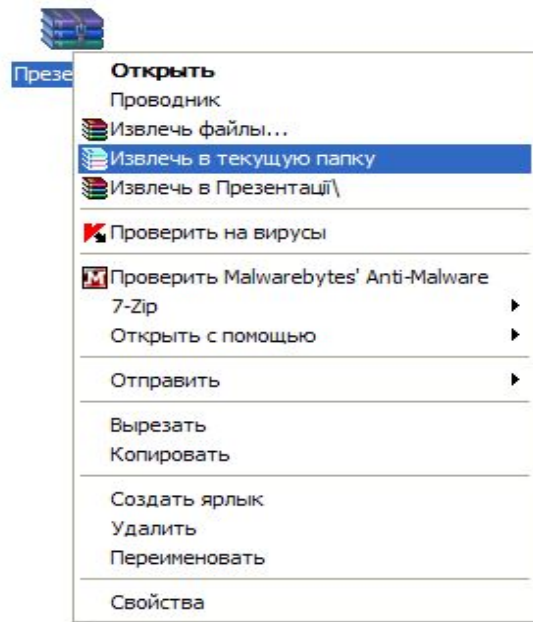 Презе
Открыть
Проводник
Извлечь файлы...
Извлечь в текущую папку
Извлечь в Презентації\
Проверить на вирусы
Проверить Malwarebytes' Anti-Malware
7-Zip
Открыть с помощью
Отправить
Вырезать
Копировать
Создать ярлык
Удалить
Переименовать
Свойства